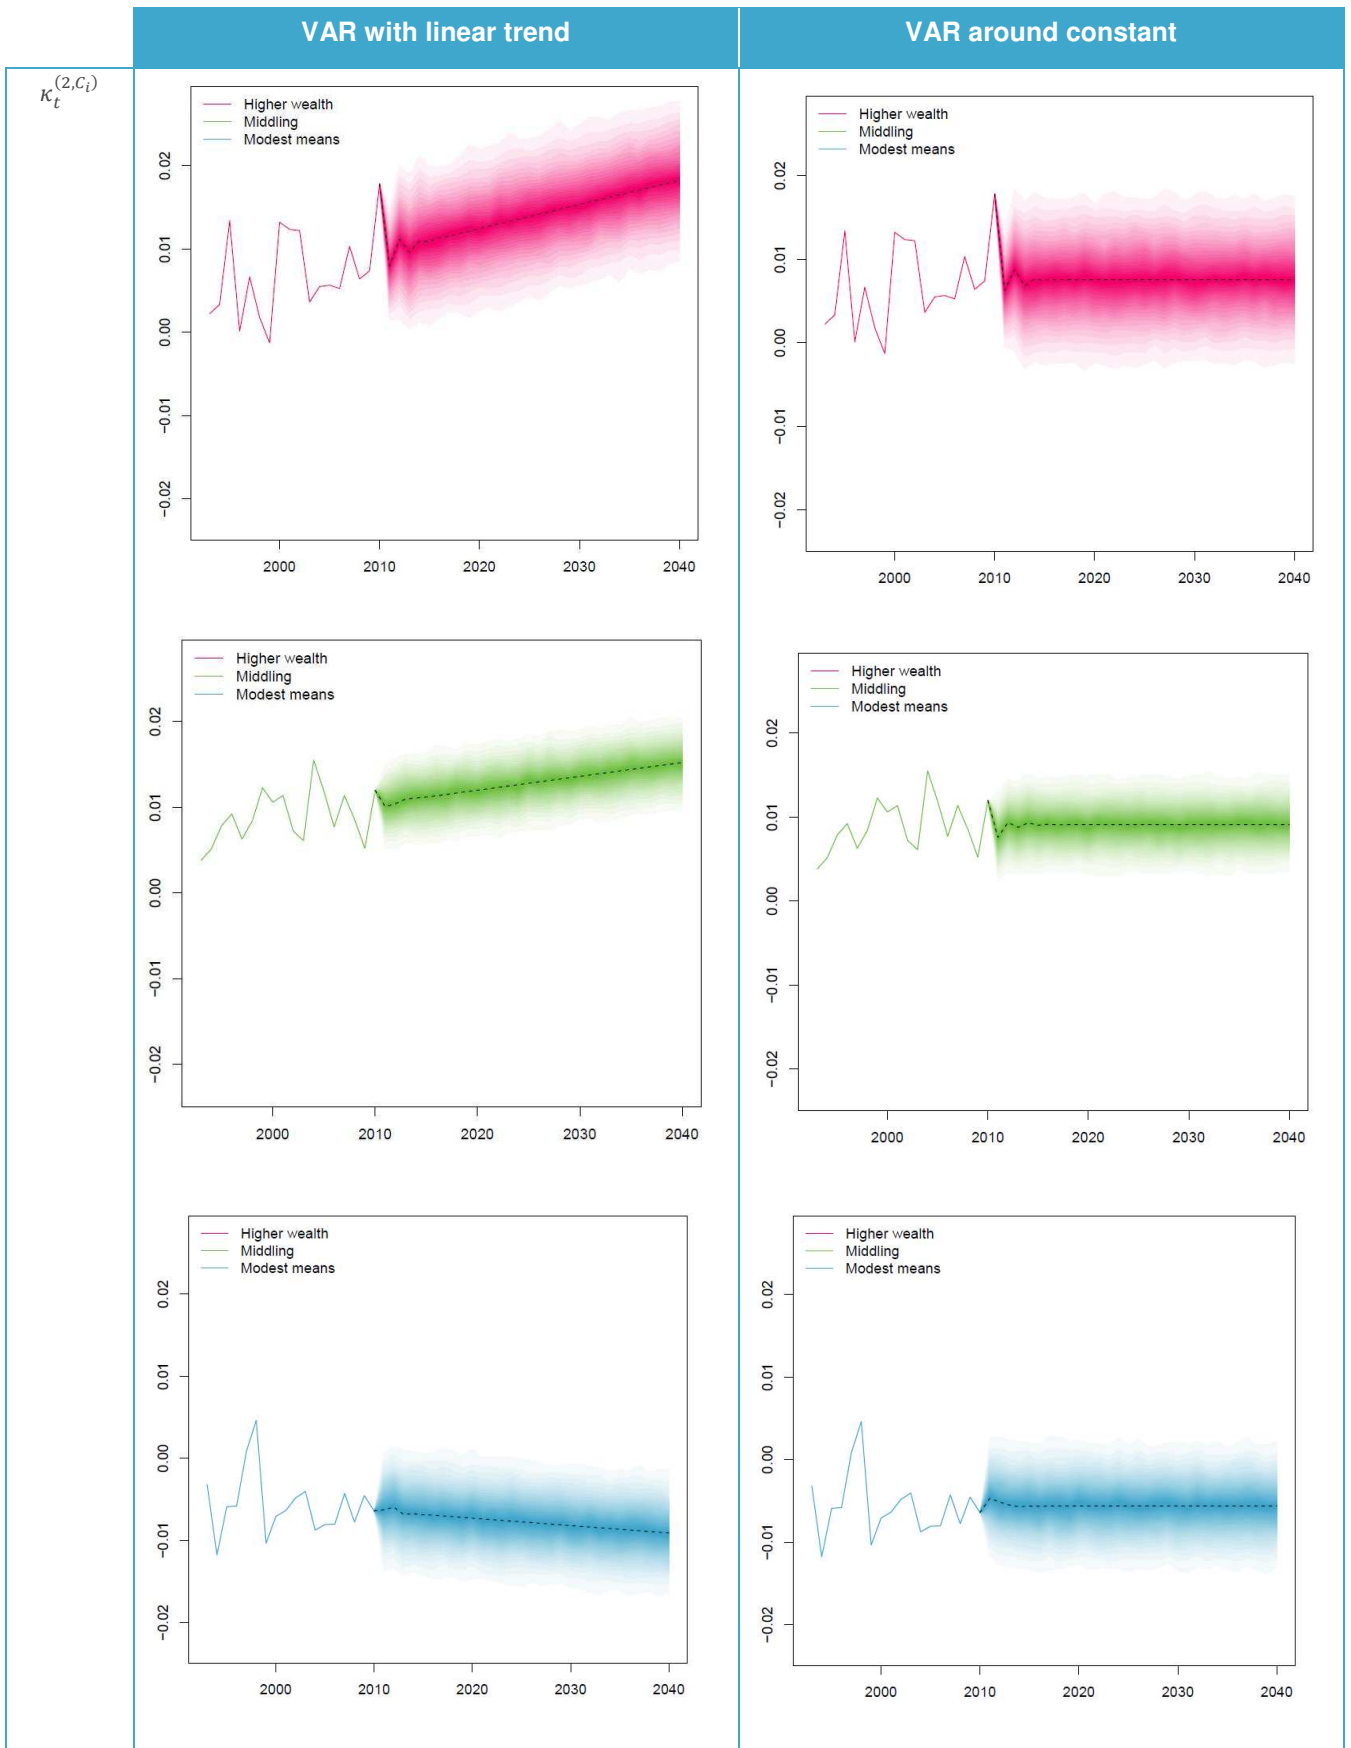 VAR with linear trend
VAR around constant
κ_t^(2,C_i)
Higher wealth
Middling
Modest means
0.02
0.01
0.00
−0.01
−0.02
2000 2010 2020 2030 2040
Higher wealth
Middling
Modest means
0.02
0.01
0.00
−0.01
−0.02
2000 2010 2020 2030 2040
Higher wealth
Middling
Modest means
0.02
0.01
0.00
−0.01
−0.02
2000 2010 2020 2030 2040
Higher wealth
Middling
Modest means
0.02
0.01
0.00
−0.01
−0.02
2000 2010 2020 2030 2040
Higher wealth
Middling
Modest means
0.02
0.01
0.00
−0.01
−0.02
2000 2010 2020 2030 2040
Higher wealth
Middling
Modest means
0.02
0.01
0.00
−0.01
−0.02
2000 2010 2020 2030 2040